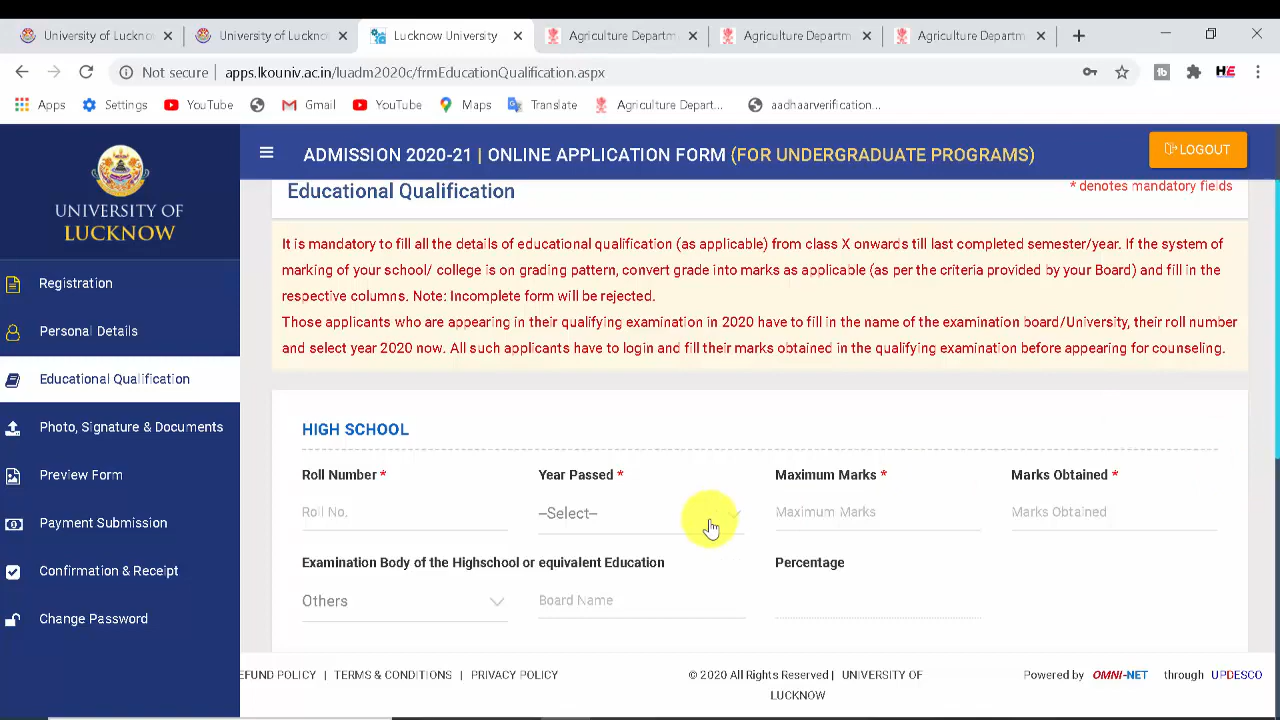 University of Luckno
University of Luckno
Lucknow University
Agriculture Departm
Agriculture Departm
Agriculture Departm
Not secure | apps.lkouniv.ac.in/luadm2020c/frmEducationQualification.aspx
Apps
Settings
YouTube
Gmail
YouTube
Maps
Translate
Agriculture Depart...
aadhaarverification...
UNIVERSITY OF
LUCKNOW
ADMISSION 2020-21 | ONLINE APPLICATION FORM (FOR UNDERGRADUATE PROGRAMS)
LOGOUT
Registration
Personal Details
Educational Qualification
Photo, Signature & Documents
Preview Form
Payment Submission
Confirmation & Receipt
Change Password
Educational Qualification
* denotes mandatory fields
It is mandatory to fill all the details of educational qualification (as applicable) from class X onwards till last completed semester/year. If the system of
marking of your school/ college is on grading pattern, convert grade into marks as applicable (as per the criteria provided by your Board) and fill in the
respective columns. Note: Incomplete form will be rejected.
Those applicants who are appearing in their qualifying examination in 2020 have to fill in the name of the examination board/University, their roll number
and select year 2020 now. All such applicants have to login and fill their marks obtained in the qualifying examination before appearing for counseling.
HIGH SCHOOL
Roll Number *
Year Passed *
Maximum Marks *
Marks Obtained *
Roll No.
–Select–
Maximum Marks
Marks Obtained
Examination Body of the Highschool or equivalent Education
Percentage
Others
Board Name
EFUND POLICY | TERMS & CONDITIONS | PRIVACY POLICY
© 2020 All Rights Reserved | UNIVERSITY OF
LUCKNOW
Powered by OMNI-NET through UPDESCO